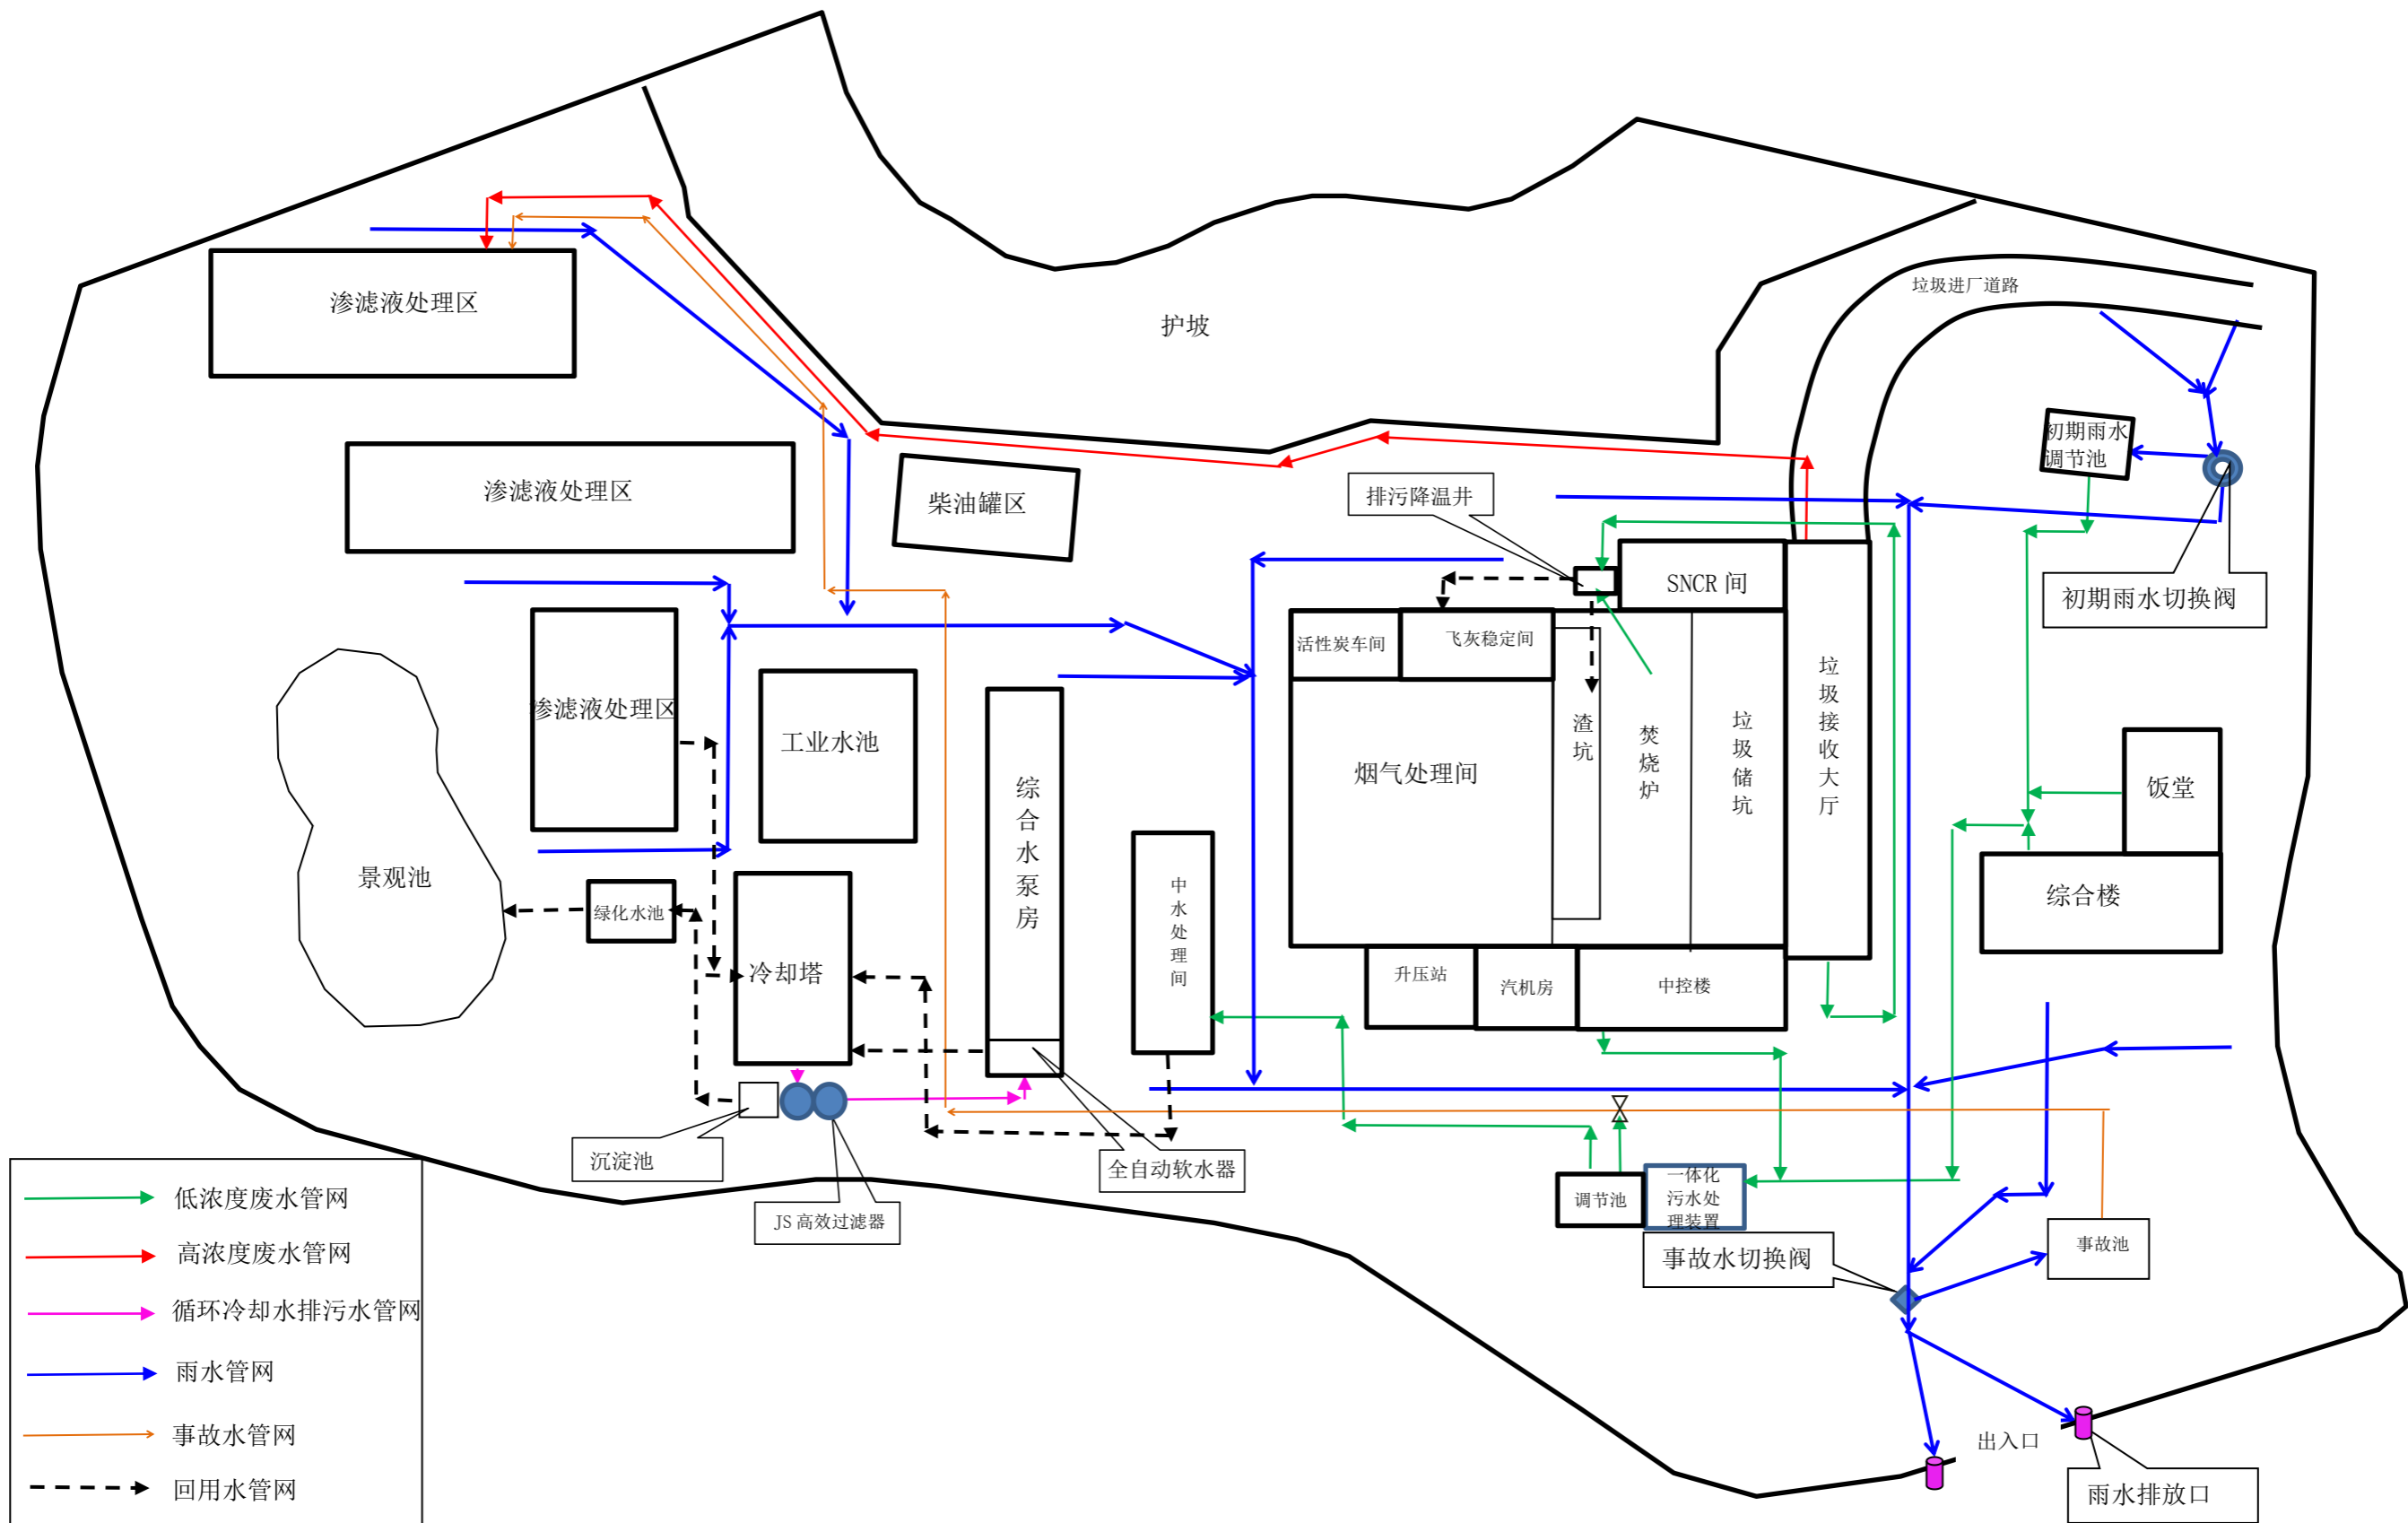 垃圾进厂道路
渗滤液处理区
护坡
初期雨水
调节池
渗滤液处理区
柴油罐区
排污降温井
SNCR间
初期雨水切换阀
活性炭车间
飞灰稳定间
渗滤液处理区
工业水池
综合水泵房
烟气处理间
渣坑
焚烧炉
垃圾储坑
垃圾接收大厅
饭堂
景观池
绿化水池
中水处理间
综合楼
冷却塔
升压站
汽机房
中控楼
沉淀池
全自动软水器
JS高效过滤器
调节池
一体化
污水处
理装置
事故水切换阀
事故池
低浓度废水管网
高浓度废水管网
循环冷却水排污水管网
雨水管网
事故水管网
回用水管网
出入口
雨水排放口